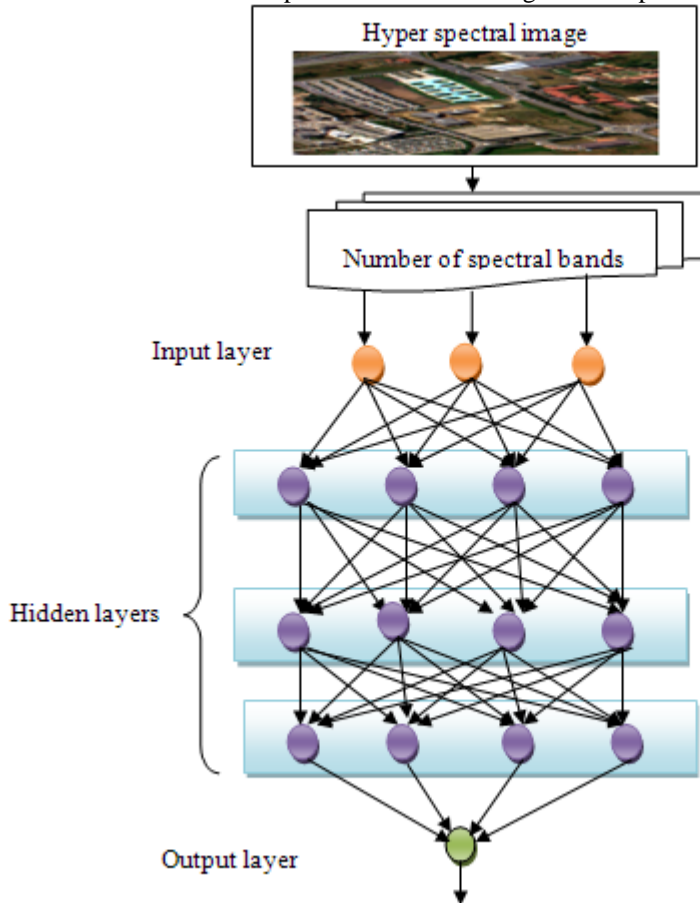 Hyper spectral image
Number of spectral bands
Input layer
Hidden layers
Output layer